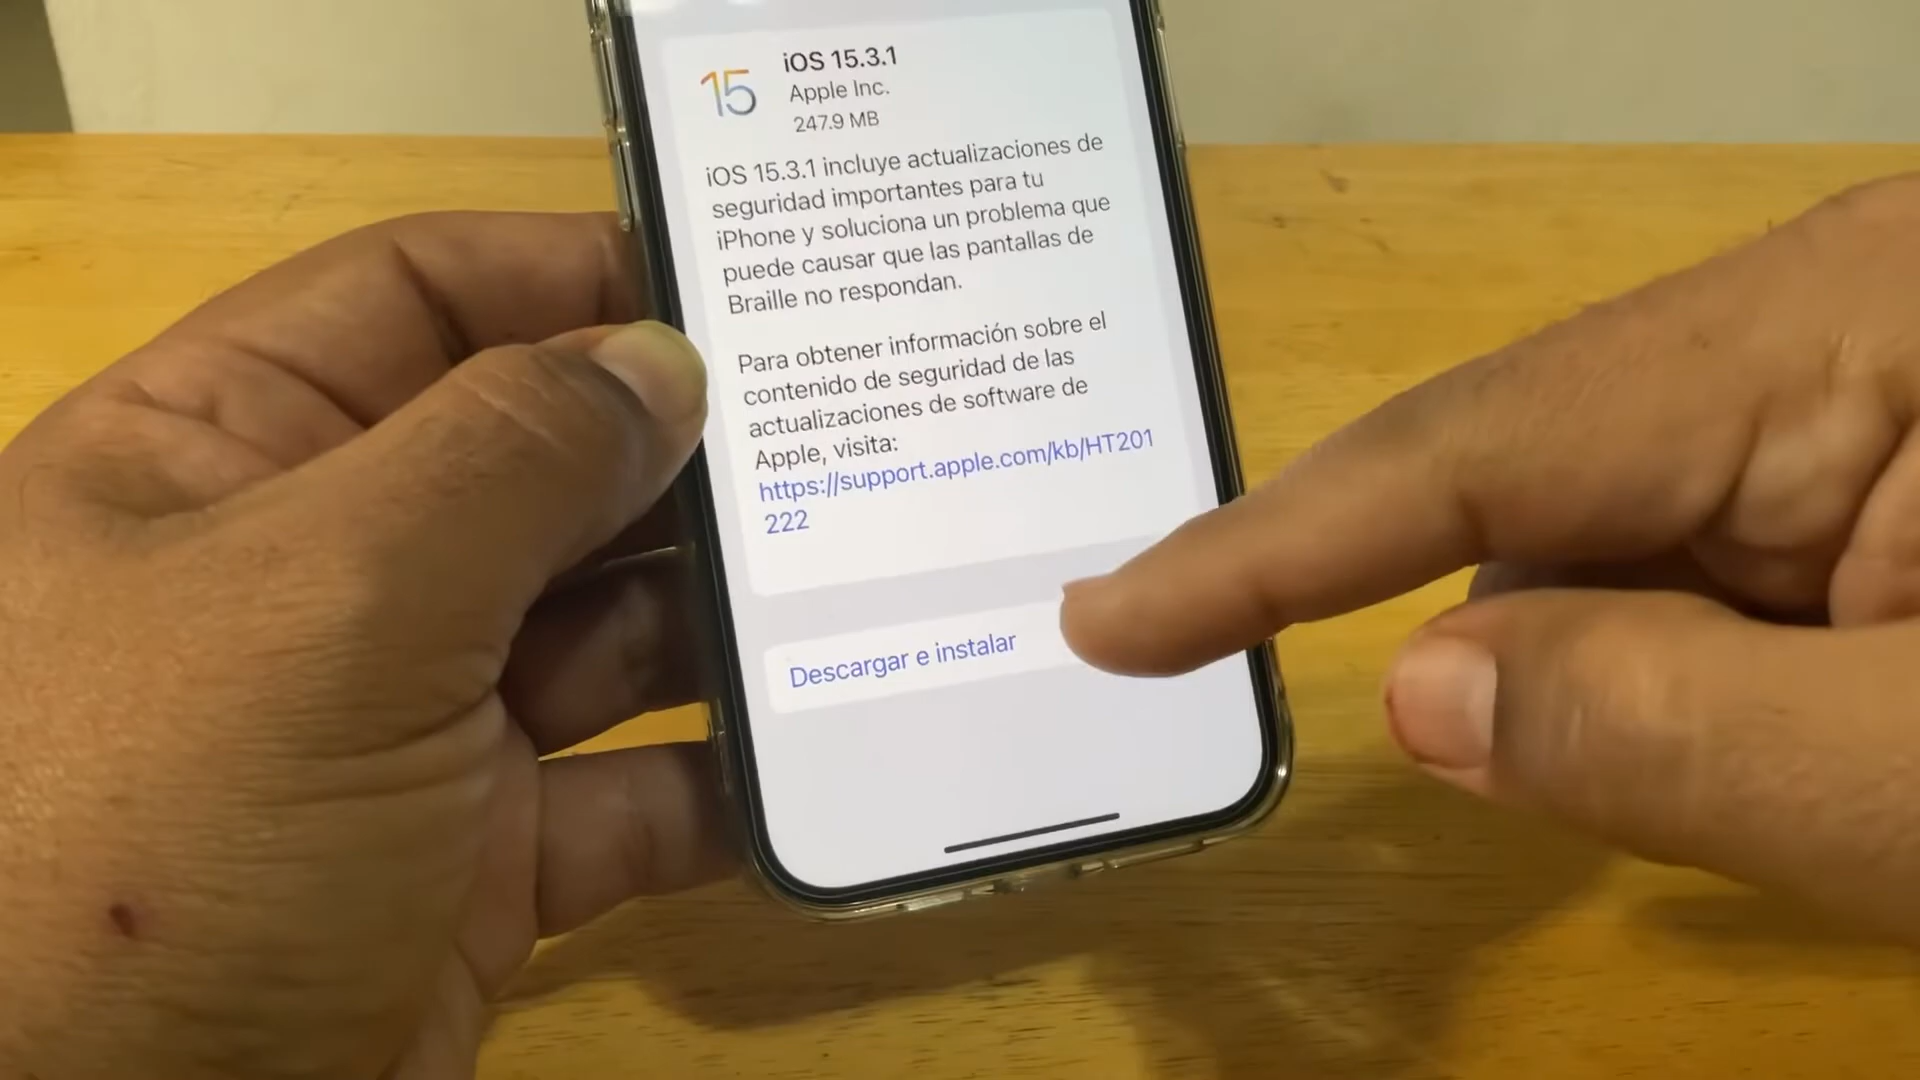 15
iOS 15.3.1
Apple Inc.
247.9 MB
iOS 15.3.1 incluye actualizaciones de
seguridad importantes para tu
iPhone y soluciona un problema que
puede causar que las pantallas de
Braille no respondan.
Para obtener información sobre el
contenido de seguridad de las
actualizaciones de software de
Apple, visita:
https://support.apple.com/kb/HT201
222
Descargar e instalar